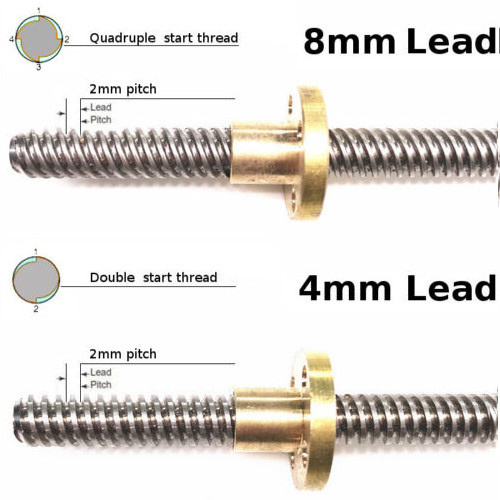 1
2
3
4
Quadruple start thread
8mm Lead
2mm pitch
Lead
Pitch
1
2
Double start thread
4mm Lead
2mm pitch
Lead
Pitch